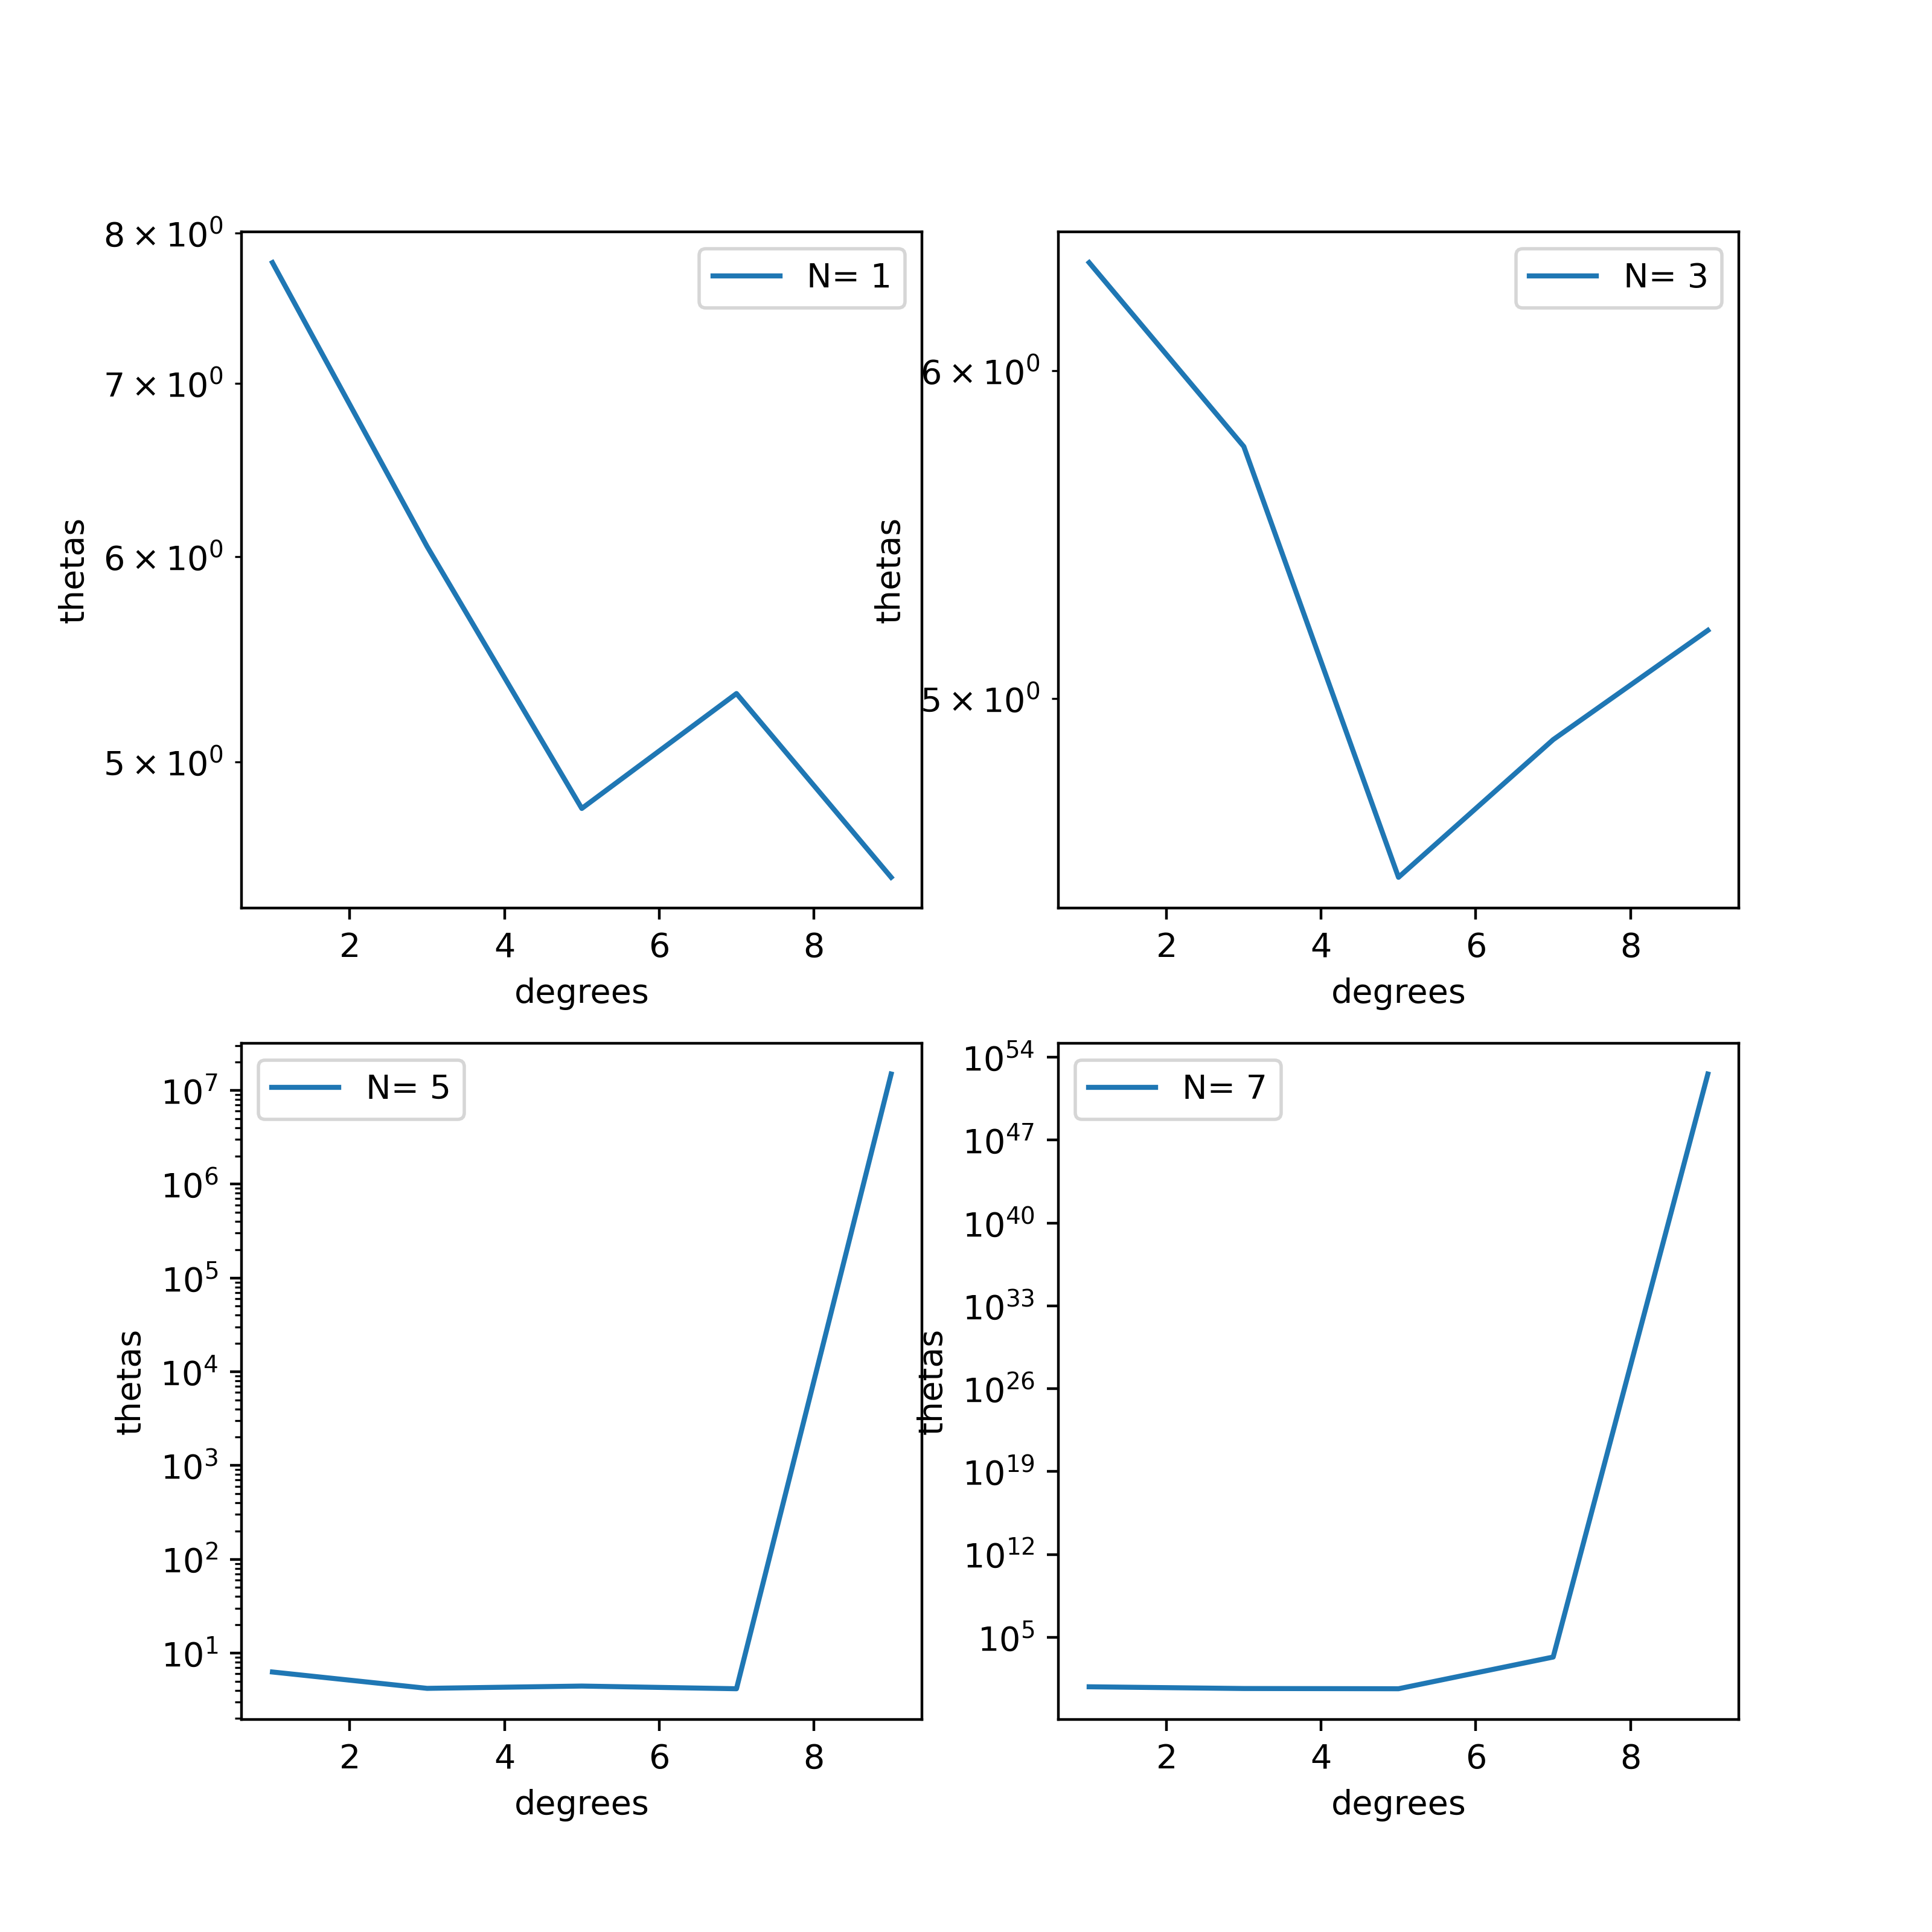 8 × 10⁰
7 × 10⁰
6 × 10⁰
5 × 10⁰
thetas
N= 1
2 4 6 8
degrees
6 × 10⁰
5 × 10⁰
thetas
N= 3
2 4 6 8
degrees
10⁷
10⁶
10⁵
10⁴
10³
10²
10¹
thetas
N= 5
2 4 6 8
degrees
10⁵⁴
10⁴⁷
10⁴⁰
10³³
10²⁶
10¹⁹
10¹²
10⁵
thetas
N= 7
2 4 6 8
degrees